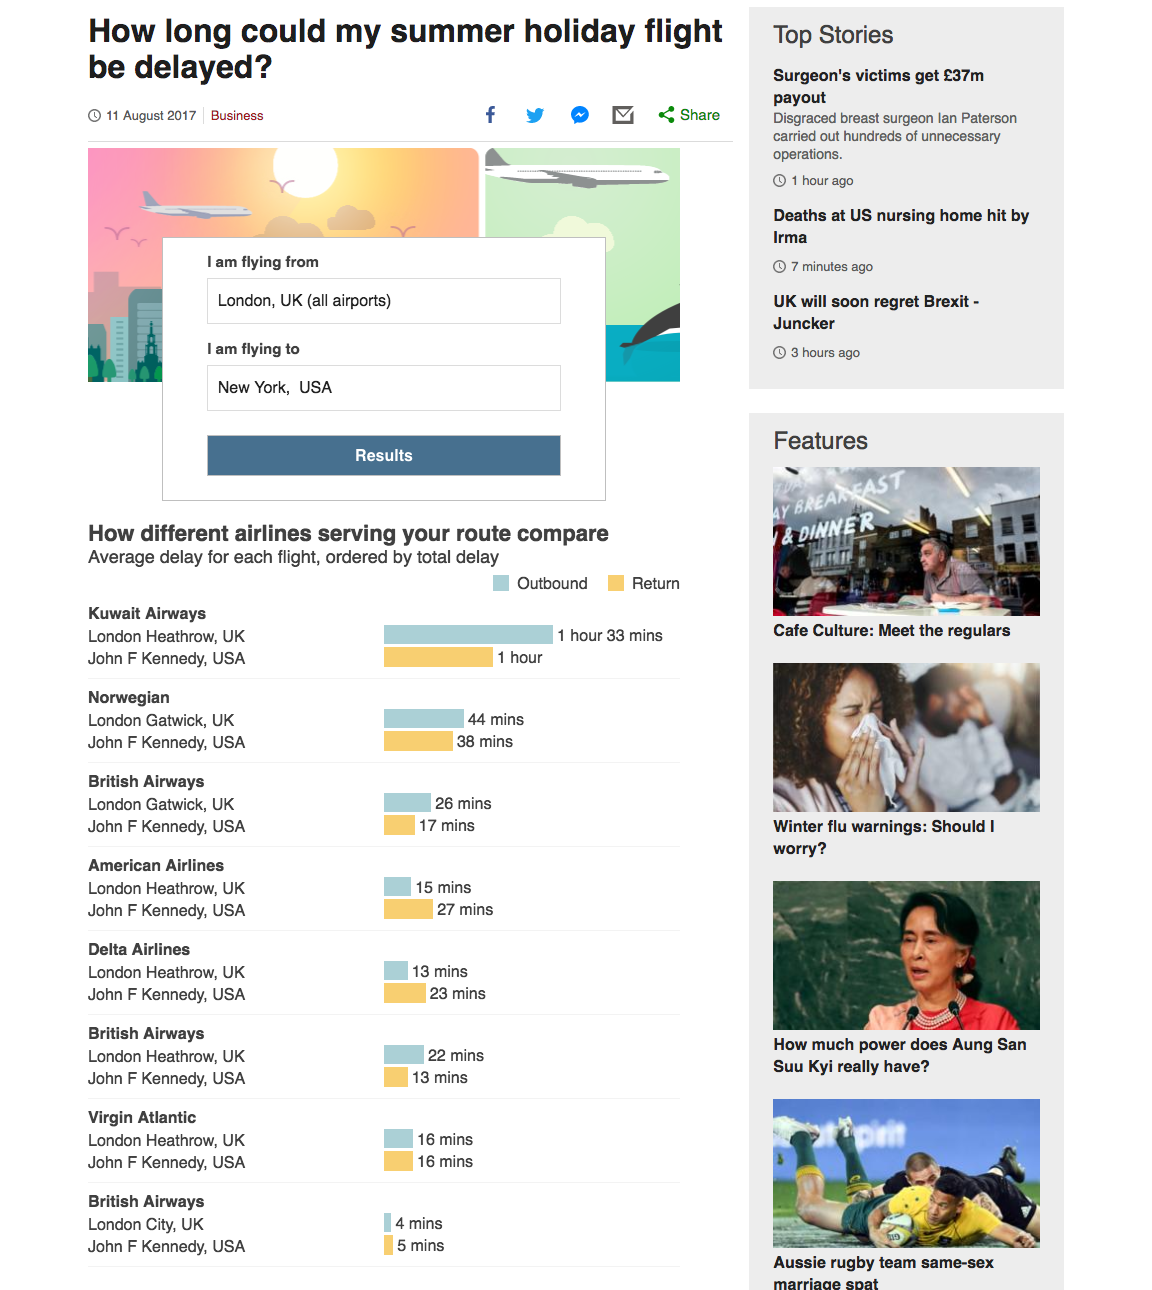 How long could my summer holiday flight
be delayed?
11 August 2017 Business
Share
I am flying from
London, UK (all airports)
I am flying to
New York,  USA
Results
How different airlines serving your route compare
Average delay for each flight, ordered by total delay
Outbound Return
Kuwait Airways
London Heathrow, UK 1 hour 33 mins
John F Kennedy, USA 1 hour
Norwegian
London Gatwick, UK 44 mins
John F Kennedy, USA 38 mins
British Airways
London Gatwick, UK 26 mins
John F Kennedy, USA 17 mins
American Airlines
London Heathrow, UK 15 mins
John F Kennedy, USA 27 mins
Delta Airlines
London Heathrow, UK 13 mins
John F Kennedy, USA 23 mins
British Airways
London Heathrow, UK 22 mins
John F Kennedy, USA 13 mins
Virgin Atlantic
London Heathrow, UK 16 mins
John F Kennedy, USA 16 mins
British Airways
London City, UK 4 mins
John F Kennedy, USA 5 mins
Top Stories
Surgeon's victims get £37m
payout
Disgraced breast surgeon Ian Paterson
carried out hundreds of unnecessary
operations.
1 hour ago
Deaths at US nursing home hit by
Irma
7 minutes ago
UK will soon regret Brexit -
Juncker
3 hours ago
Features
AY BREAKFAST
& DINNER
Cafe Culture: Meet the regulars
Winter flu warnings: Should I
worry?
How much power does Aung San
Suu Kyi really have?
Aussie rugby team same-sex
marriage spat